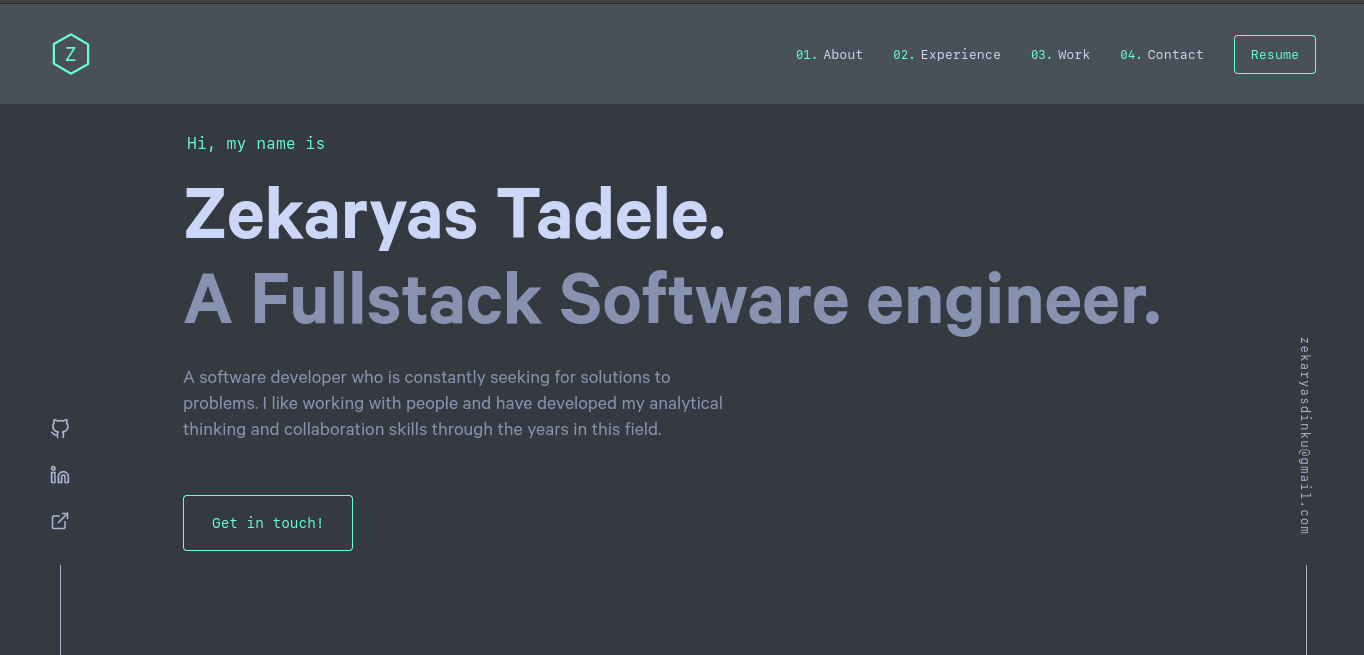 Z
01. About 02. Experience 03. Work 04. Contact Resume
Hi, my name is
Zekaryas Tadele.
A Fullstack Software engineer.
A software developer who is constantly seeking for solutions to
problems. I like working with people and have developed my analytical
thinking and collaboration skills through the years in this field.
Get in touch!
in
zekaryasdinku@gmail.com